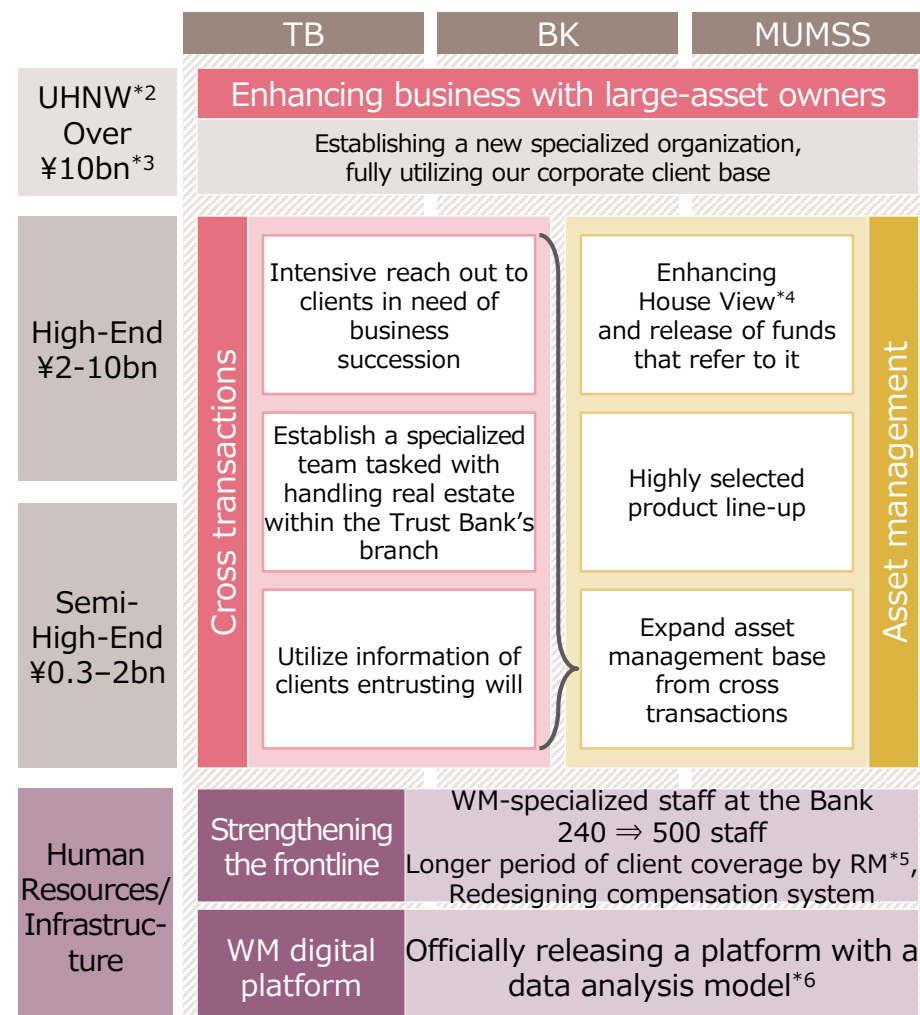 TB
BK
MUMSS
UHNW*2
Over
¥10bn*3
Enhancing business with large-asset owners
Establishing a new specialized organization,
fully utilizing our corporate client base
High-End
¥2-10bn
Semi-
High-End
¥0.3–2bn
Cross transactions
Intensive reach out to
clients in need of
business
succession
Establish a specialized
team tasked with
handling real estate
within the Trust Bank’s
branch
Utilize information of
clients entrusting will
Enhancing
House View*4
and release of funds
that refer to it
Highly selected
product line-up
Expand asset
management base
from cross
transactions
Asset management
Human
Resources/
Infrastruc-
ture
Strengthening
the frontline
WM-specialized staff at the Bank
240 ⇒ 500 staff
Longer period of client coverage by RM*5,
Redesigning compensation system
WM digital
platform
Officially releasing a platform with a
data analysis model*6